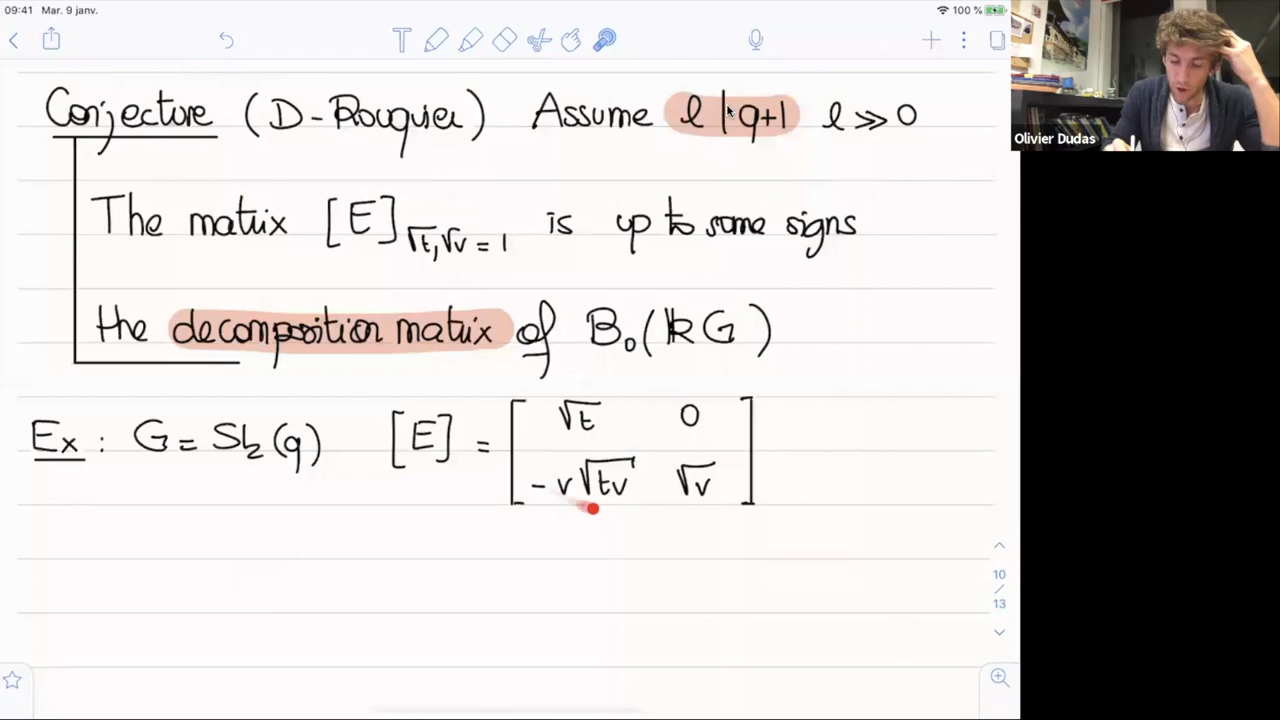 09:41 Mar. 9 janv.
100 %
Olivier Dudas
Conjecture (D-Rouquier) Assume ℓ | q+1 ℓ ≫ 0
The matrix [E]√t,√v = 1 is up to some signs
the decomposition matrix of B₀(kG)
Ex : G = SL₂(q) [E] = [ √t 0
-v√tv √v ]
10
/
13